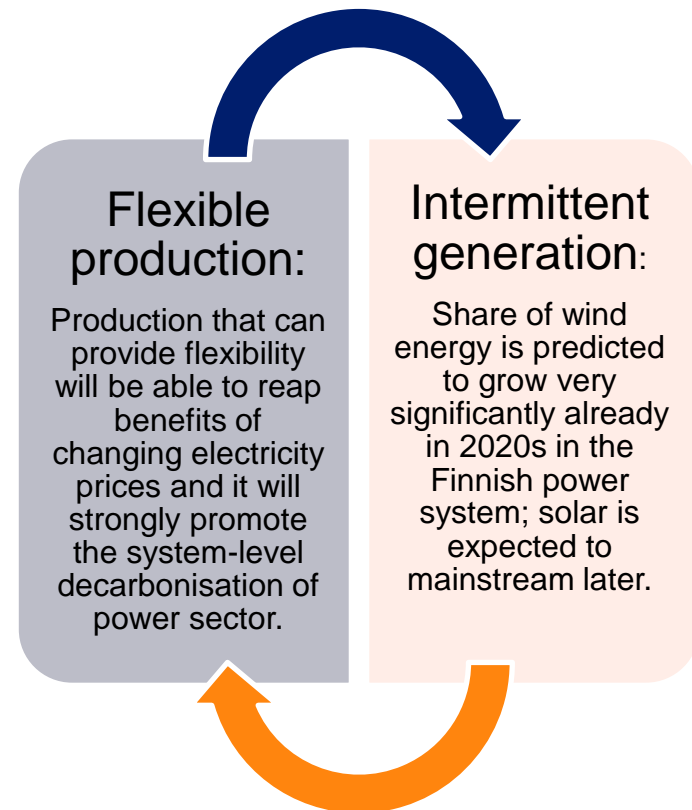 Flexible
production:
Production that can
provide flexibility
will be able to reap
benefits of
changing electricity
prices and it will
strongly promote
the system-level
decarbonisation of
power sector.
Intermittent
generation:
Share of wind
energy is predicted
to grow very
significantly already
in 2020s in the
Finnish power
system; solar is
expected to
mainstream later.